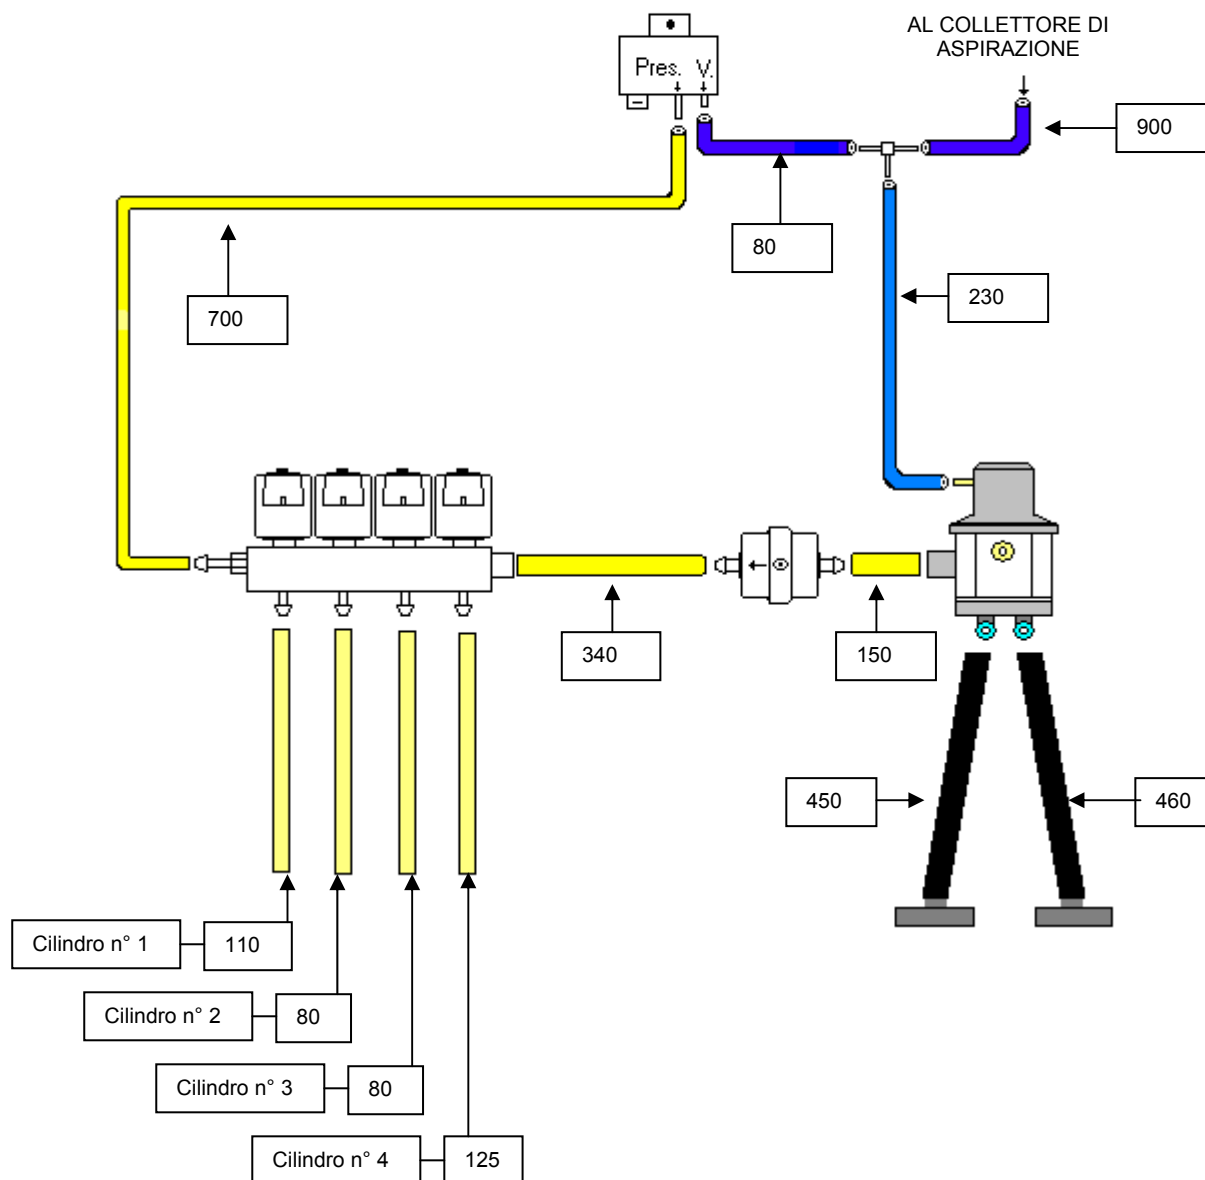 AL COLLETTORE DI
ASPIRAZIONE
Pres. V.
900
80
230
700
340
150
450
460
Cilindro n° 1
110
Cilindro n° 2
80
Cilindro n° 3
80
Cilindro n° 4
125